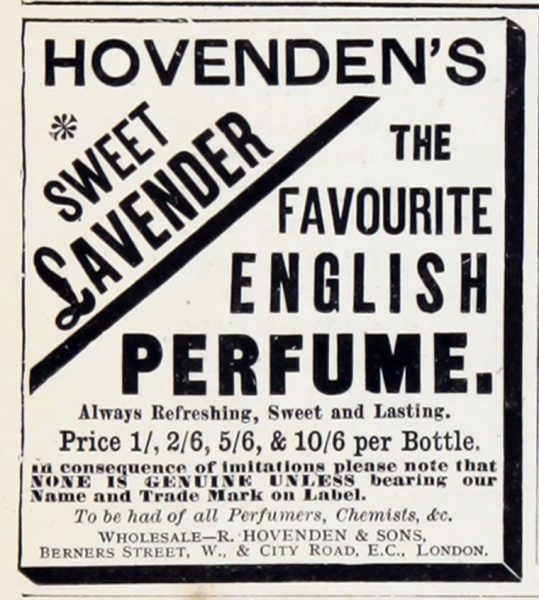 HOVENDEN'S
SWEET
LAVENDER
THE
FAVOURITE
ENGLISH
PERFUME.
Always Refreshing, Sweet and Lasting.
Price 1/, 2/6, 5/6, & 10/6 per Bottle.
In consequence of imitations please note that
NONE IS GENUINE UNLESS bearing our
Name and Trade Mark on Label.
To be had of all Perfumers, Chemists, &c.
WHOLESALE—R. HOVENDEN & SONS,
BERNERS STREET, W., & CITY ROAD, E.C., LONDON.